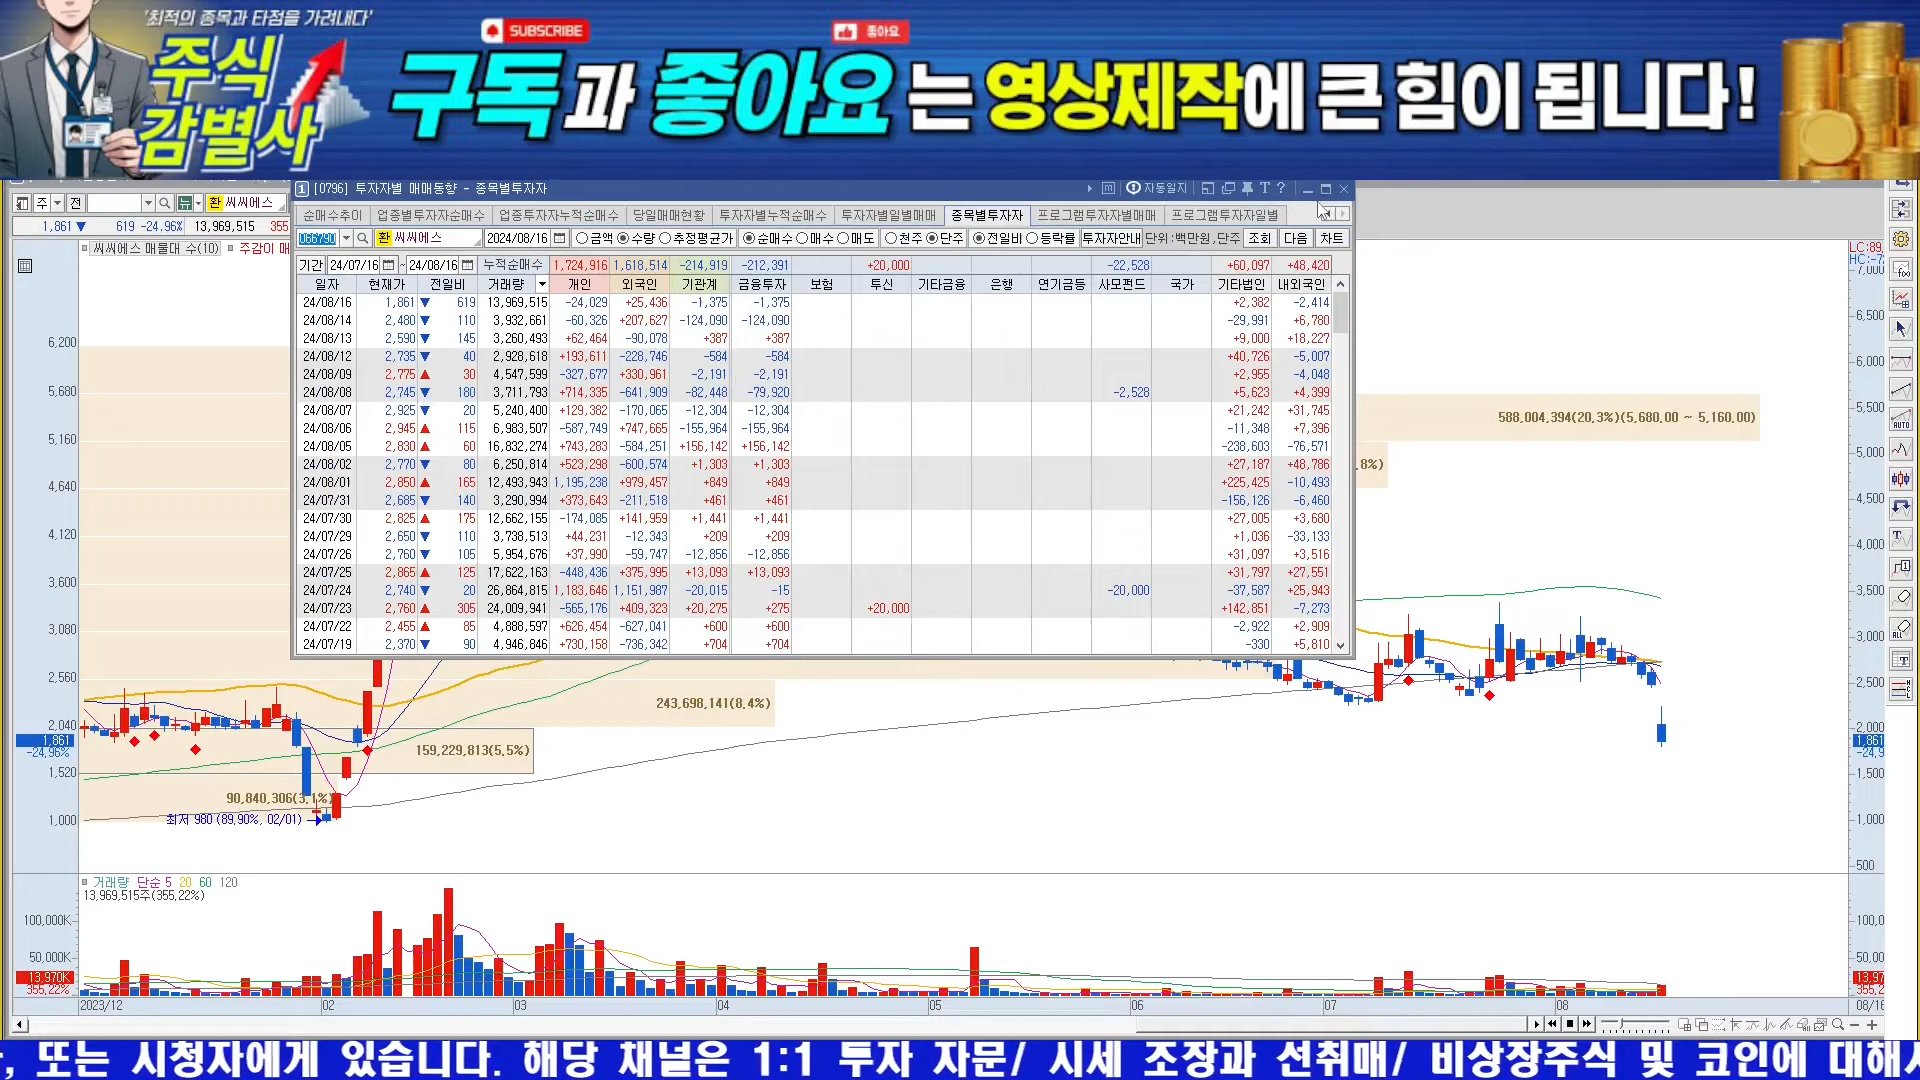 '최적의 종목과 타점을 가려내다'
주식
감별사
SUBSCRIBE
좋아요
구독과 좋아요는 영상제작에 큰 힘이 됩니다!
1 [0796] 투자자별 매매동향 - 종목별투자자
자동일지
주 전 뉴 환 씨씨에스
순매수추이 업종별투자자순매수 업종투자자누적순매수 당일매매현황 투자자별누적순매수 투자자별일별매매 종목별투자자 프로그램투자자별매매 프로그램투자자일별
1,861 ▼ 619 -24.96% 13,969,515 355
066790 환 씨씨에스 2024/08/16 금액 수량 추정평균가 순매수 매수 매도 천주 단주 전일비 등락률 투자자안내 단위:백만원,단주 조회 다음 차트
씨씨에스 매물대 수(10) 주감이 매
기간 24/07/16 ~ 24/08/16 누적순매수 1,724,916 1,618,514 -214,919 -212,391 +20,000 -22,528 +60,097 +48,420
일자 현재가 전일비 거래량 개인 외국인 기관계 금융투자 보험 투신 기타금융 은행 연기금등 사모펀드 국가 기타법인 내외국인
24/08/16 1,861 ▼ 619 13,969,515 -24,029 +25,436 -1,375 -1,375 +2,382 -2,414
24/08/14 2,480 ▼ 110 3,932,661 -60,326 +207,627 -124,090 -124,090 -29,991 +6,780
24/08/13 2,590 ▼ 145 3,260,493 +62,464 -90,078 +387 +387 +9,000 +18,227
24/08/12 2,735 ▼ 40 2,928,618 +193,611 -228,746 -584 -584 +40,726 -5,007
24/08/09 2,775 ▲ 30 4,547,599 -327,677 +330,961 -2,191 -2,191 +2,955 -4,048
24/08/08 2,745 ▼ 180 3,711,793 +714,335 -641,909 -82,448 -79,920 -2,528 +5,623 +4,399
24/08/07 2,925 ▼ 20 5,240,400 +129,382 -170,065 -12,304 -12,304 +21,242 +31,745
24/08/06 2,945 ▲ 115 6,983,507 -587,749 +747,665 -155,964 -155,964 -11,348 +7,396
24/08/05 2,830 ▲ 60 16,832,274 +743,283 -584,251 +156,142 +156,142 -238,603 -76,571
24/08/02 2,770 ▼ 80 6,250,814 +523,298 -600,574 +1,303 +1,303 +27,187 +48,786
24/08/01 2,850 ▲ 165 12,493,943 1,195,238 +979,457 +849 +849 +225,425 -10,493
24/07/31 2,685 ▼ 140 3,290,994 +373,643 -211,518 +461 +461 -156,126 -6,460
24/07/30 2,825 ▲ 175 12,662,155 -174,085 +141,959 +1,441 +1,441 +27,005 +3,680
24/07/29 2,650 ▼ 110 3,738,513 +44,231 -12,343 +209 +209 +1,036 -33,133
24/07/26 2,760 ▼ 105 5,954,676 +37,990 -59,747 -12,856 -12,856 +31,097 +3,516
24/07/25 2,865 ▲ 125 17,622,163 -448,436 +375,995 +13,093 +13,093 +31,797 +27,551
24/07/24 2,740 ▼ 20 26,864,815 1,183,646 1,151,987 -20,015 -15 -20,000 -37,587 +25,943
24/07/23 2,760 ▲ 305 24,009,941 -565,176 +409,323 +20,275 +275 +20,000 +142,851 -7,273
24/07/22 2,455 ▲ 85 4,888,597 +626,454 -627,041 +600 +600 -2,922 +2,909
24/07/19 2,370 ▼ 90 4,946,846 +730,158 -736,342 +704 +704 -330 +5,810
6,200
5,680
5,160
4,640
4,120
3,600
3,080
2,560
2,040
1,861
-24.96%
1,520
1,000
588,004,394(20.3%)(5,680.00 ~ 5,160.00)
.8%)
243,698,141(8.4%)
159,229,813(5.5%)
90,840,306(3.1%)
최저 980 (89.90%, 02/01)
LC:89,
HC:-7
7,000
6,500
6,000
5,500
5,000
4,500
4,000
3,500
3,000
2,500
2,000
1,861
-24.9
1,500
1,000
500
거래량 단순 5 20 60 120
13,969,515주(355.22%)
100,000K
50,000K
13,970K
355.22%
100,0
50,00
13,97
355.2
2023/12 02 03 04 05 06 07 08 08/16
, 또는 시청자에게 있습니다. 해당 채널은 1:1 투자 자문/ 시세 조장과 선취매/ 비상장주식 및 코인에 대해서